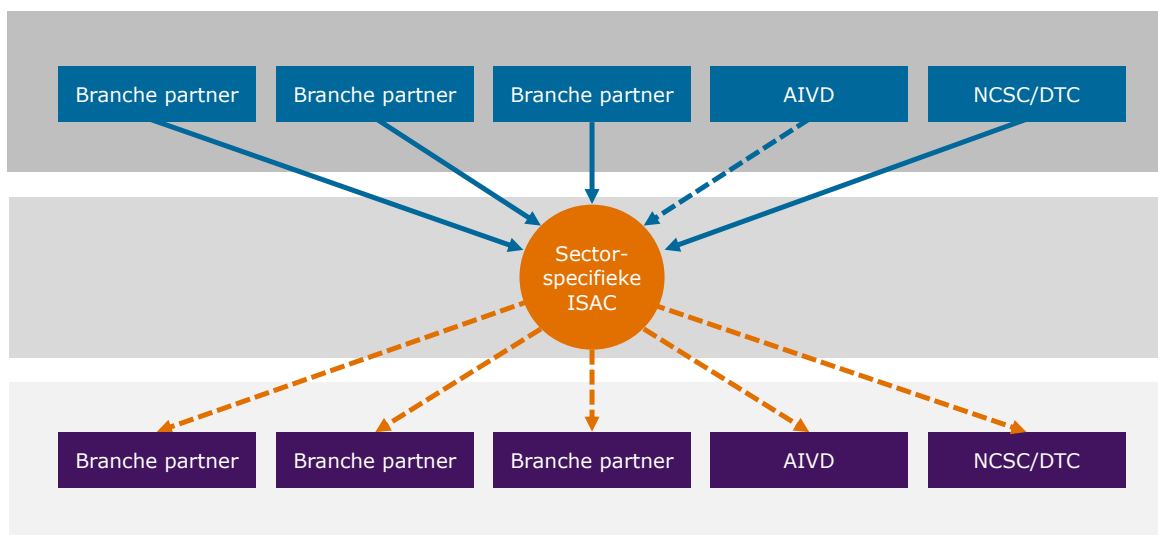 Branche partner
Branche partner
Branche partner
AIVD
NCSC/DTC
Sector-
specifieke
ISAC
Branche partner
Branche partner
Branche partner
AIVD
NCSC/DTC